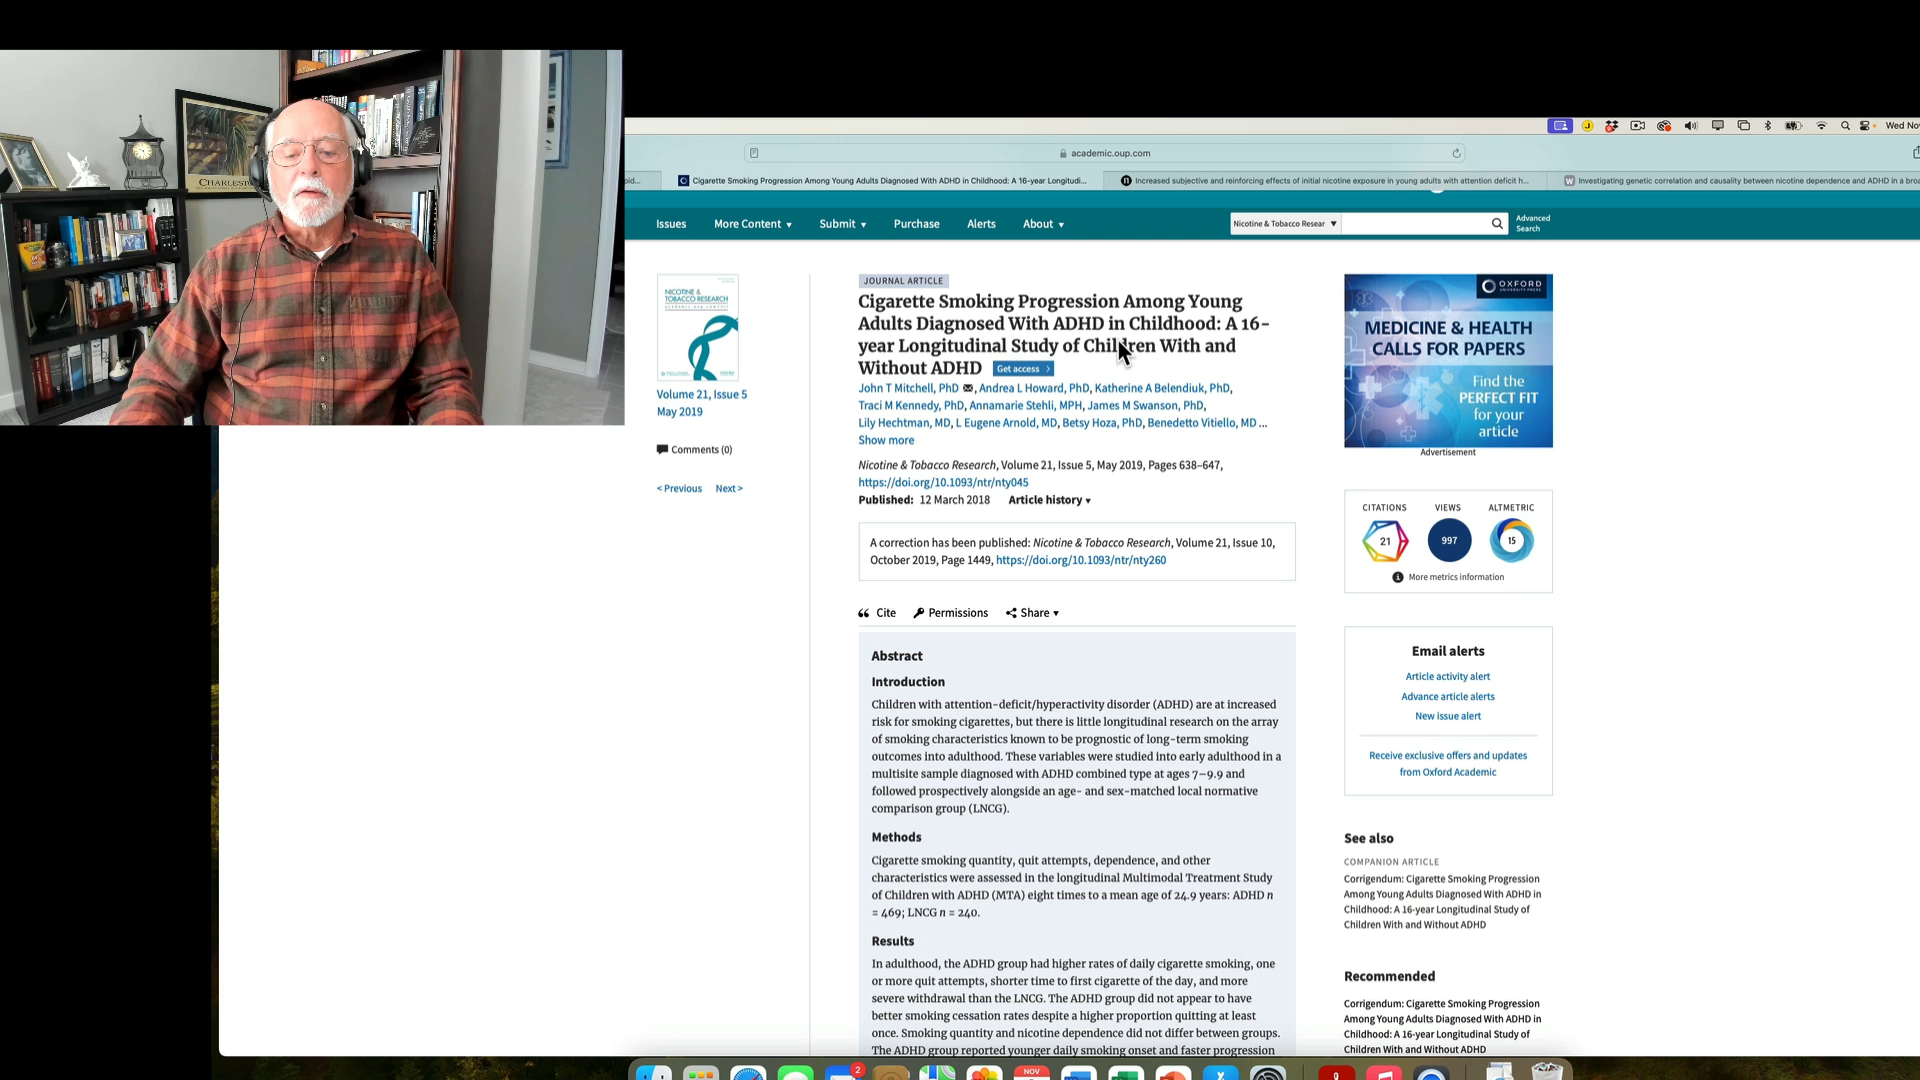 CHARLES
Wed No
academic.oup.com
Cigarette Smoking Progression Among Young Adults Diagnosed With ADHD in Childhood: A 16-year Longitudi...
Increased subjective and reinforcing effects of initial nicotine exposure in young adults with attention deficit h...
Investigating genetic correlation and causality between nicotine dependence and ADHD in a broa
Issues
More Content
Submit
Purchase
Alerts
About
Nicotine & Tobacco Resear
Advanced
Search
NICOTINE &
TOBACCO RESEARCH
Volume 21, Issue 5
May 2019
Comments (0)
< Previous Next >
JOURNAL ARTICLE
Cigarette Smoking Progression Among Young
Adults Diagnosed With ADHD in Childhood: A 16-
year Longitudinal Study of Children With and
Without ADHD Get access >
John T Mitchell, PhD, Andrea L Howard, PhD, Katherine A Belendiuk, PhD,
Traci M Kennedy, PhD, Annamarie Stehli, MPH, James M Swanson, PhD,
Lily Hechtman, MD, L Eugene Arnold, MD, Betsy Hoza, PhD, Benedetto Vitiello, MD ...
Show more
Nicotine & Tobacco Research, Volume 21, Issue 5, May 2019, Pages 638–647,
https://doi.org/10.1093/ntr/nty045
Published: 12 March 2018 Article history
A correction has been published: Nicotine & Tobacco Research, Volume 21, Issue 10,
October 2019, Page 1449, https://doi.org/10.1093/ntr/nty260
Cite Permissions Share
Abstract
Introduction
Children with attention-deficit/hyperactivity disorder (ADHD) are at increased
risk for smoking cigarettes, but there is little longitudinal research on the array
of smoking characteristics known to be prognostic of long-term smoking
outcomes into adulthood. These variables were studied into early adulthood in a
multisite sample diagnosed with ADHD combined type at ages 7–9.9 and
followed prospectively alongside an age- and sex-matched local normative
comparison group (LNCG).
Methods
Cigarette smoking quantity, quit attempts, dependence, and other
characteristics were assessed in the longitudinal Multimodal Treatment Study
of Children with ADHD (MTA) eight times to a mean age of 24.9 years: ADHD n
= 469; LNCG n = 240.
Results
In adulthood, the ADHD group had higher rates of daily cigarette smoking, one
or more quit attempts, shorter time to first cigarette of the day, and more
severe withdrawal than the LNCG. The ADHD group did not appear to have
better smoking cessation rates despite a higher proportion quitting at least
once. Smoking quantity and nicotine dependence did not differ between groups.
The ADHD group reported younger daily smoking onset and faster progression
OXFORD
UNIVERSITY PRESS
MEDICINE & HEALTH
CALLS FOR PAPERS
Find the
PERFECT FIT
for your
article
Advertisement
CITATIONS VIEWS ALTMETRIC
21 997 15
More metrics information
Email alerts
Article activity alert
Advance article alerts
New issue alert
Receive exclusive offers and updates
from Oxford Academic
See also
COMPANION ARTICLE
Corrigendum: Cigarette Smoking Progression
Among Young Adults Diagnosed With ADHD in
Childhood: A 16-year Longitudinal Study of
Children With and Without ADHD
Recommended
Corrigendum: Cigarette Smoking Progression
Among Young Adults Diagnosed With ADHD in
Childhood: A 16-year Longitudinal Study of
Children With and Without ADHD
2
NOV